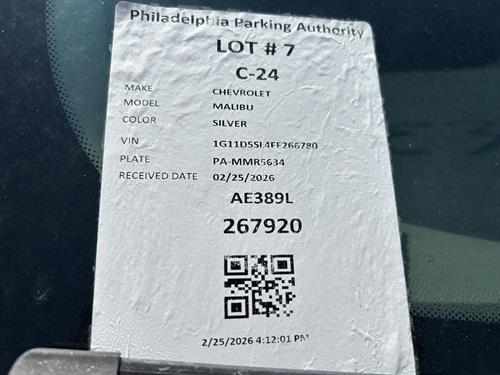 Philadelphia Parking Authority
LOT # 7
C-24
MAKE CHEVROLET
MODEL MALIBU
COLOR SILVER
VIN 1G11D5SL4FF266780
PLATE PA-MMR5634
RECEIVED DATE 02/25/2026
AE389L
267920
2/25/2026 4:12:01 PM